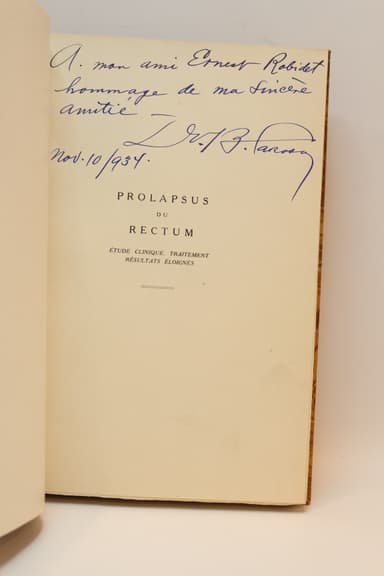 A. mon ami Ernest Robidet
hommage de ma sincère
amitié —
Dr. J B.
Nov. 10/934.
PROLAPSUS
DU
RECTUM
ÉTUDE CLINIQUE. TRAITEMENT
RÉSULTATS ÉLOIGNÉS